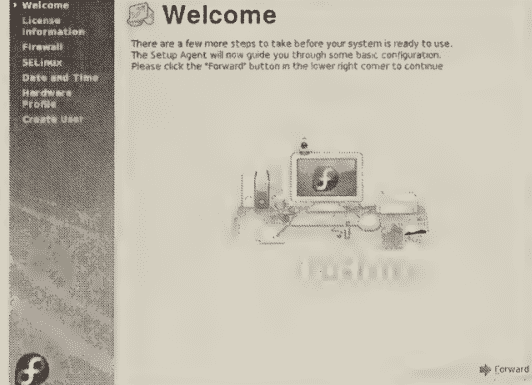 Welcome
License
Information
Firewall
SELinux
Date and Time
Hardware
Profile
Create User
Welcome
There are a few more steps to take before your system is ready to use.
The Setup Agent will now guide you through some basic configuration.
Please click the "Forward" button in the lower right corner to continue
Forward